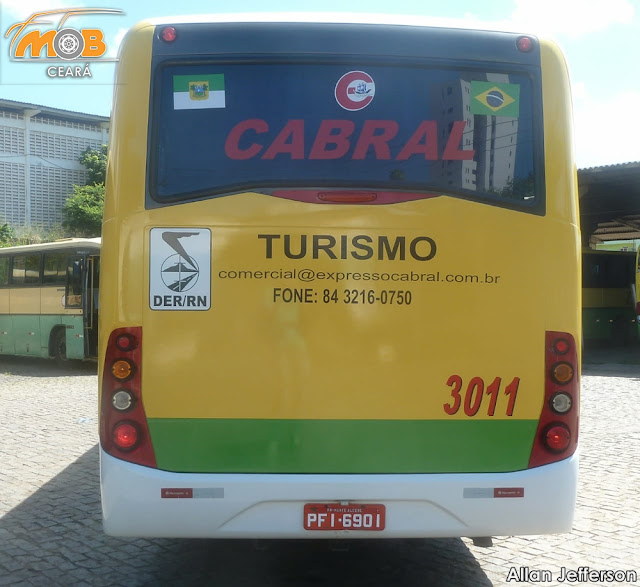 MOB
CEARÁ
CABRAL
TURISMO
comercial@expressocabral.com.br
FONE: 84 3216-0750
DER/RN
3011
PFI-6901
Allan Jefferson